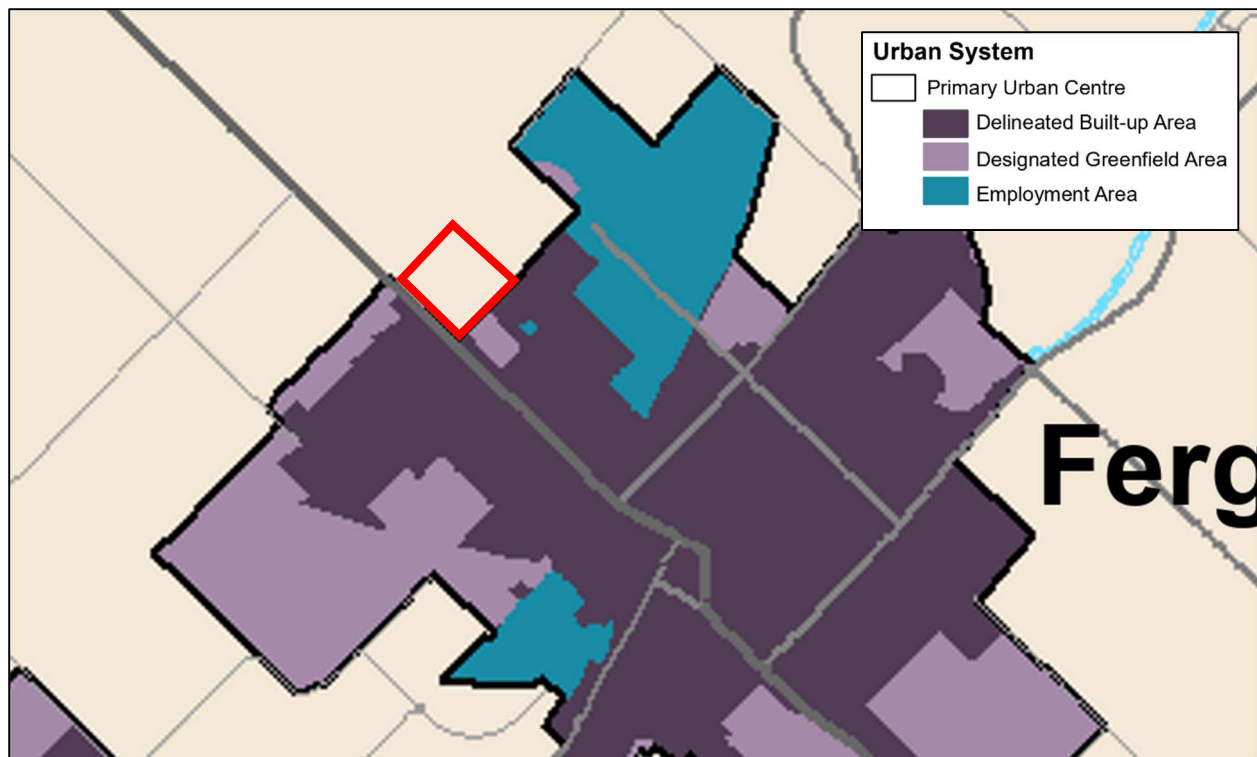 Urban System
Primary Urban Centre
Delineated Built-up Area
Designated Greenfield Area
Employment Area
Ferg